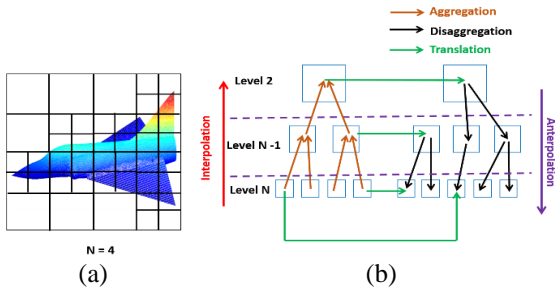 Aggregation
Disaggregation
Translation
Level 2
Level N -1
Level N
Interpolation
Anterpolation
N = 4
(a)
(b)